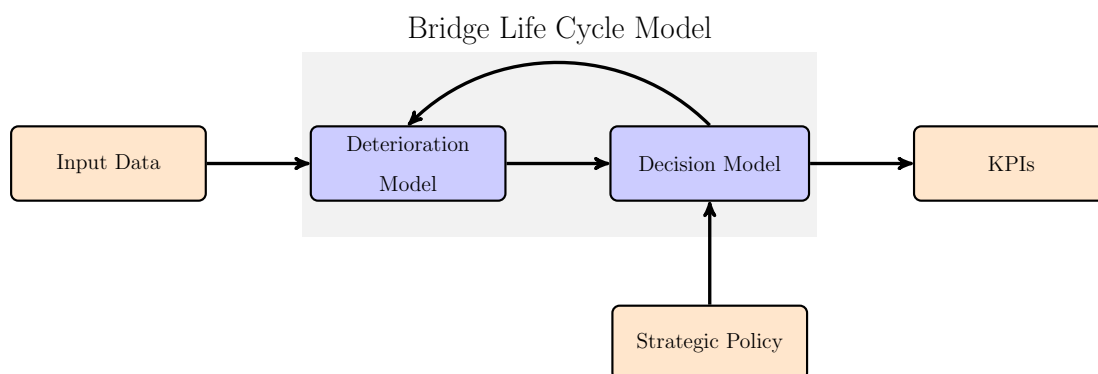 Bridge Life Cycle Model
Input Data
Deterioration
Model
Decision Model
KPIs
Strategic Policy